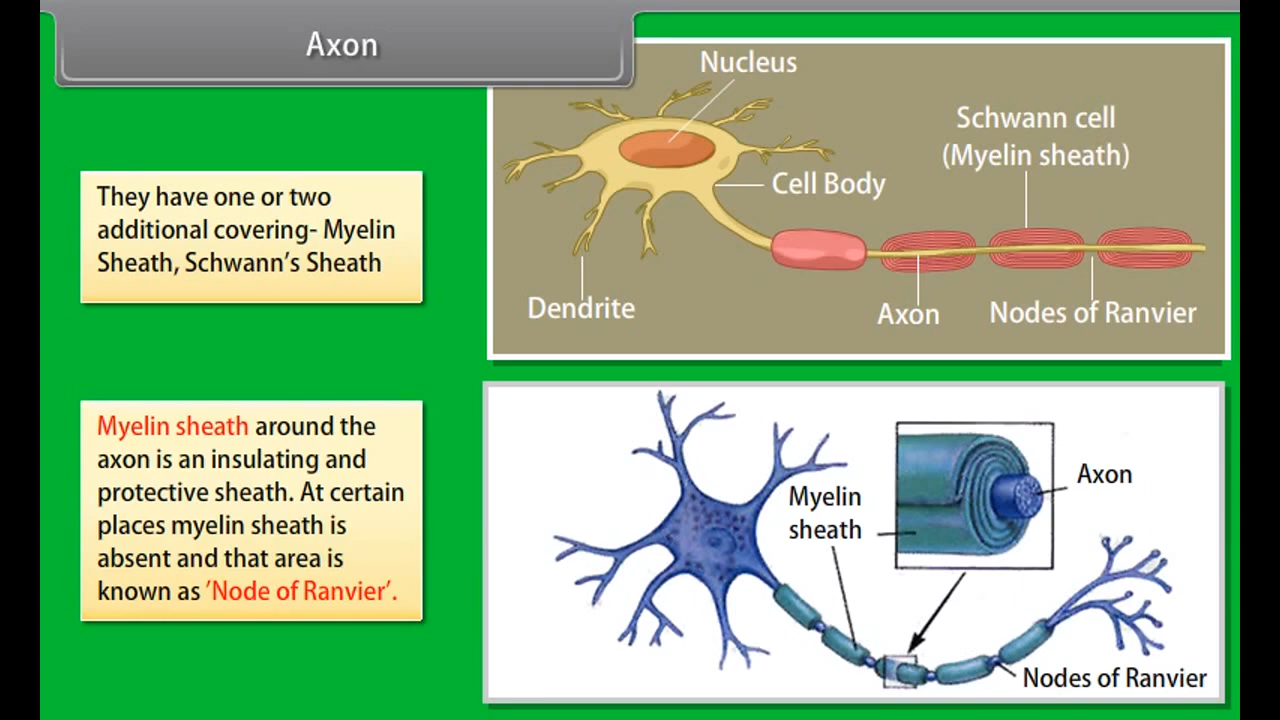 Axon
They have one or two
additional covering- Myelin
Sheath, Schwann's Sheath
Myelin sheath around the
axon is an insulating and
protective sheath. At certain
places myelin sheath is
absent and that area is
known as 'Node of Ranvier'.
Nucleus
Schwann cell
(Myelin sheath)
Cell Body
Dendrite
Axon
Nodes of Ranvier
Myelin
sheath
Axon
Nodes of Ranvier